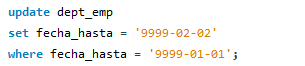 update dept_emp
set fecha_hasta = '9999-02-02'
where fecha_hasta = '9999-01-01';